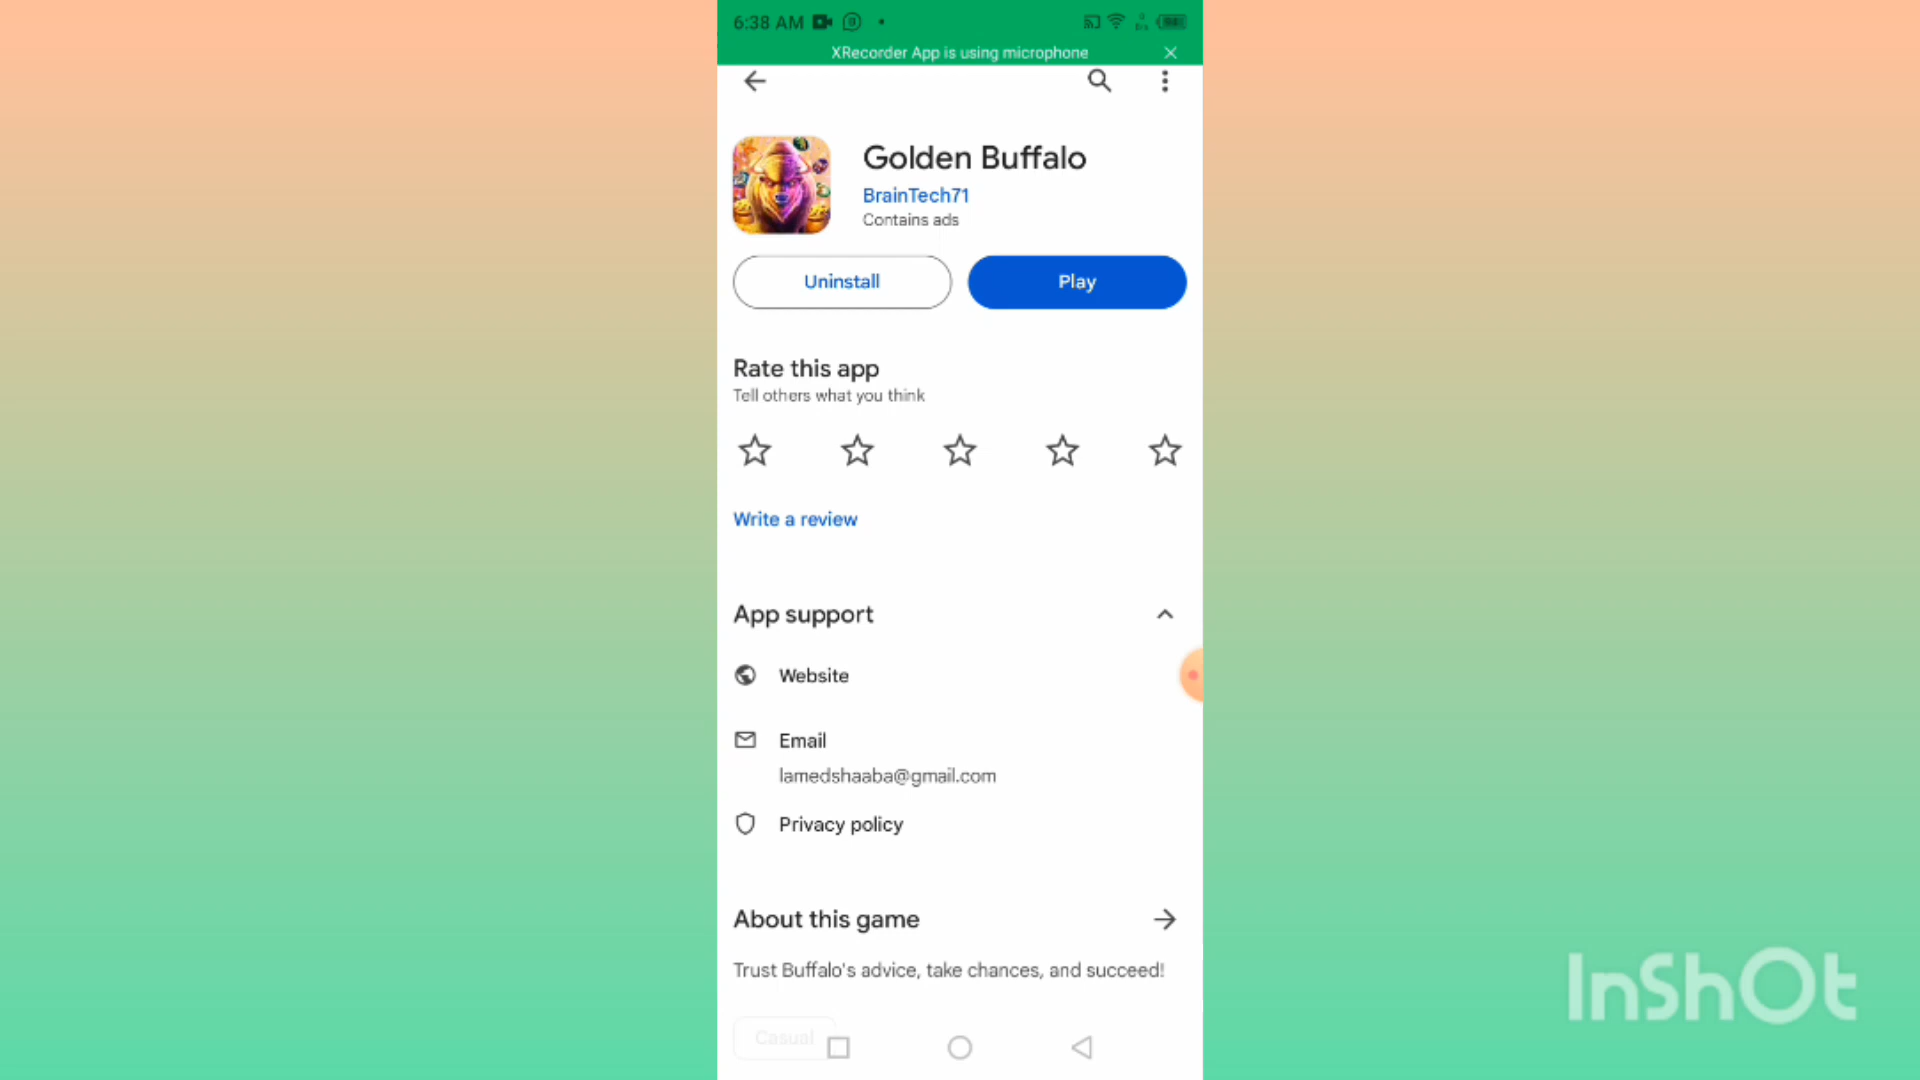 6:38 AM
XRecorder App is using microphone
Golden Buffalo
BrainTech71
Contains ads
Uninstall
Play
Rate this app
Tell others what you think
Write a review
App support
Website
Email
lamedshaaba@gmail.com
Privacy policy
About this game
Trust Buffalo's advice, take chances, and succeed!
Casual
InShOt